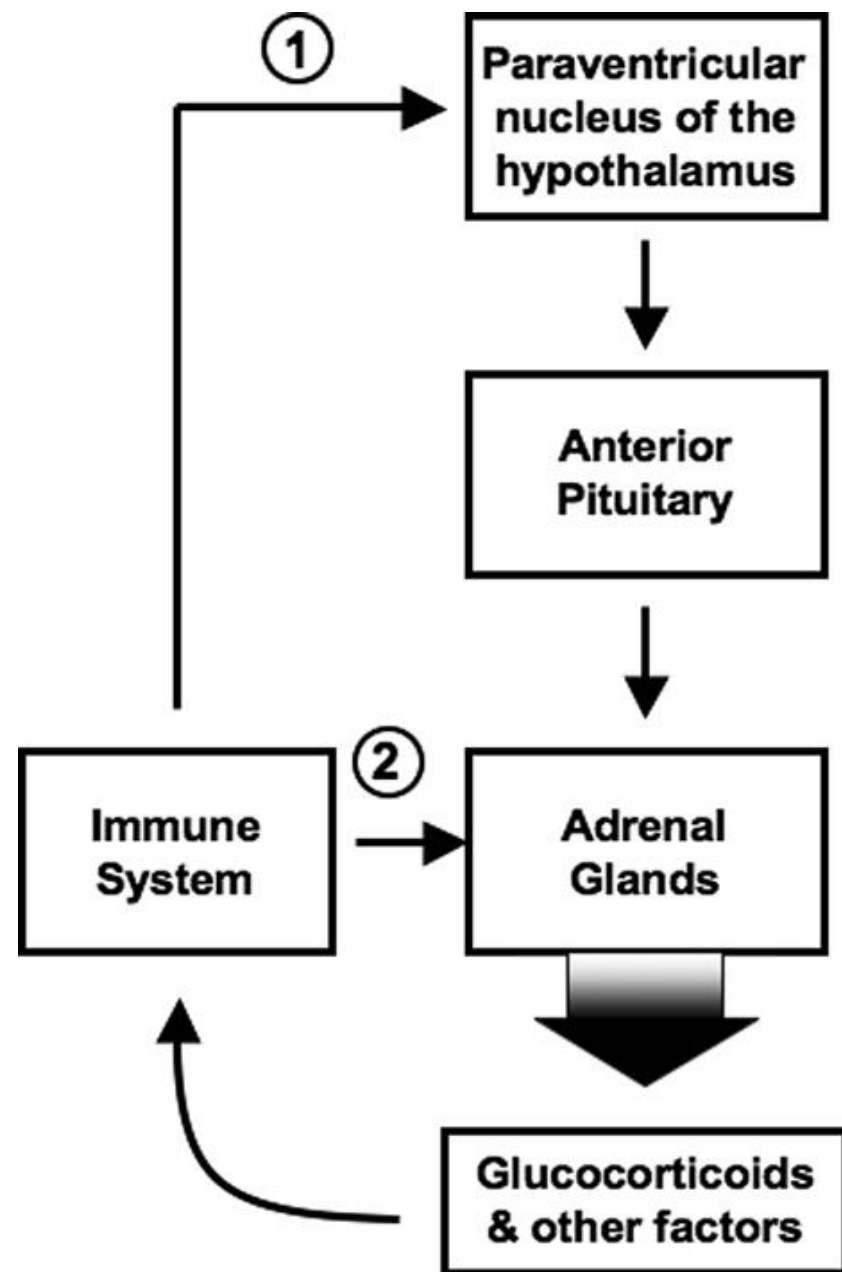 1
Paraventricular
nucleus of the
hypothalamus
Anterior
Pituitary
2
Immune
System
Adrenal
Glands
Glucocorticoids
& other factors